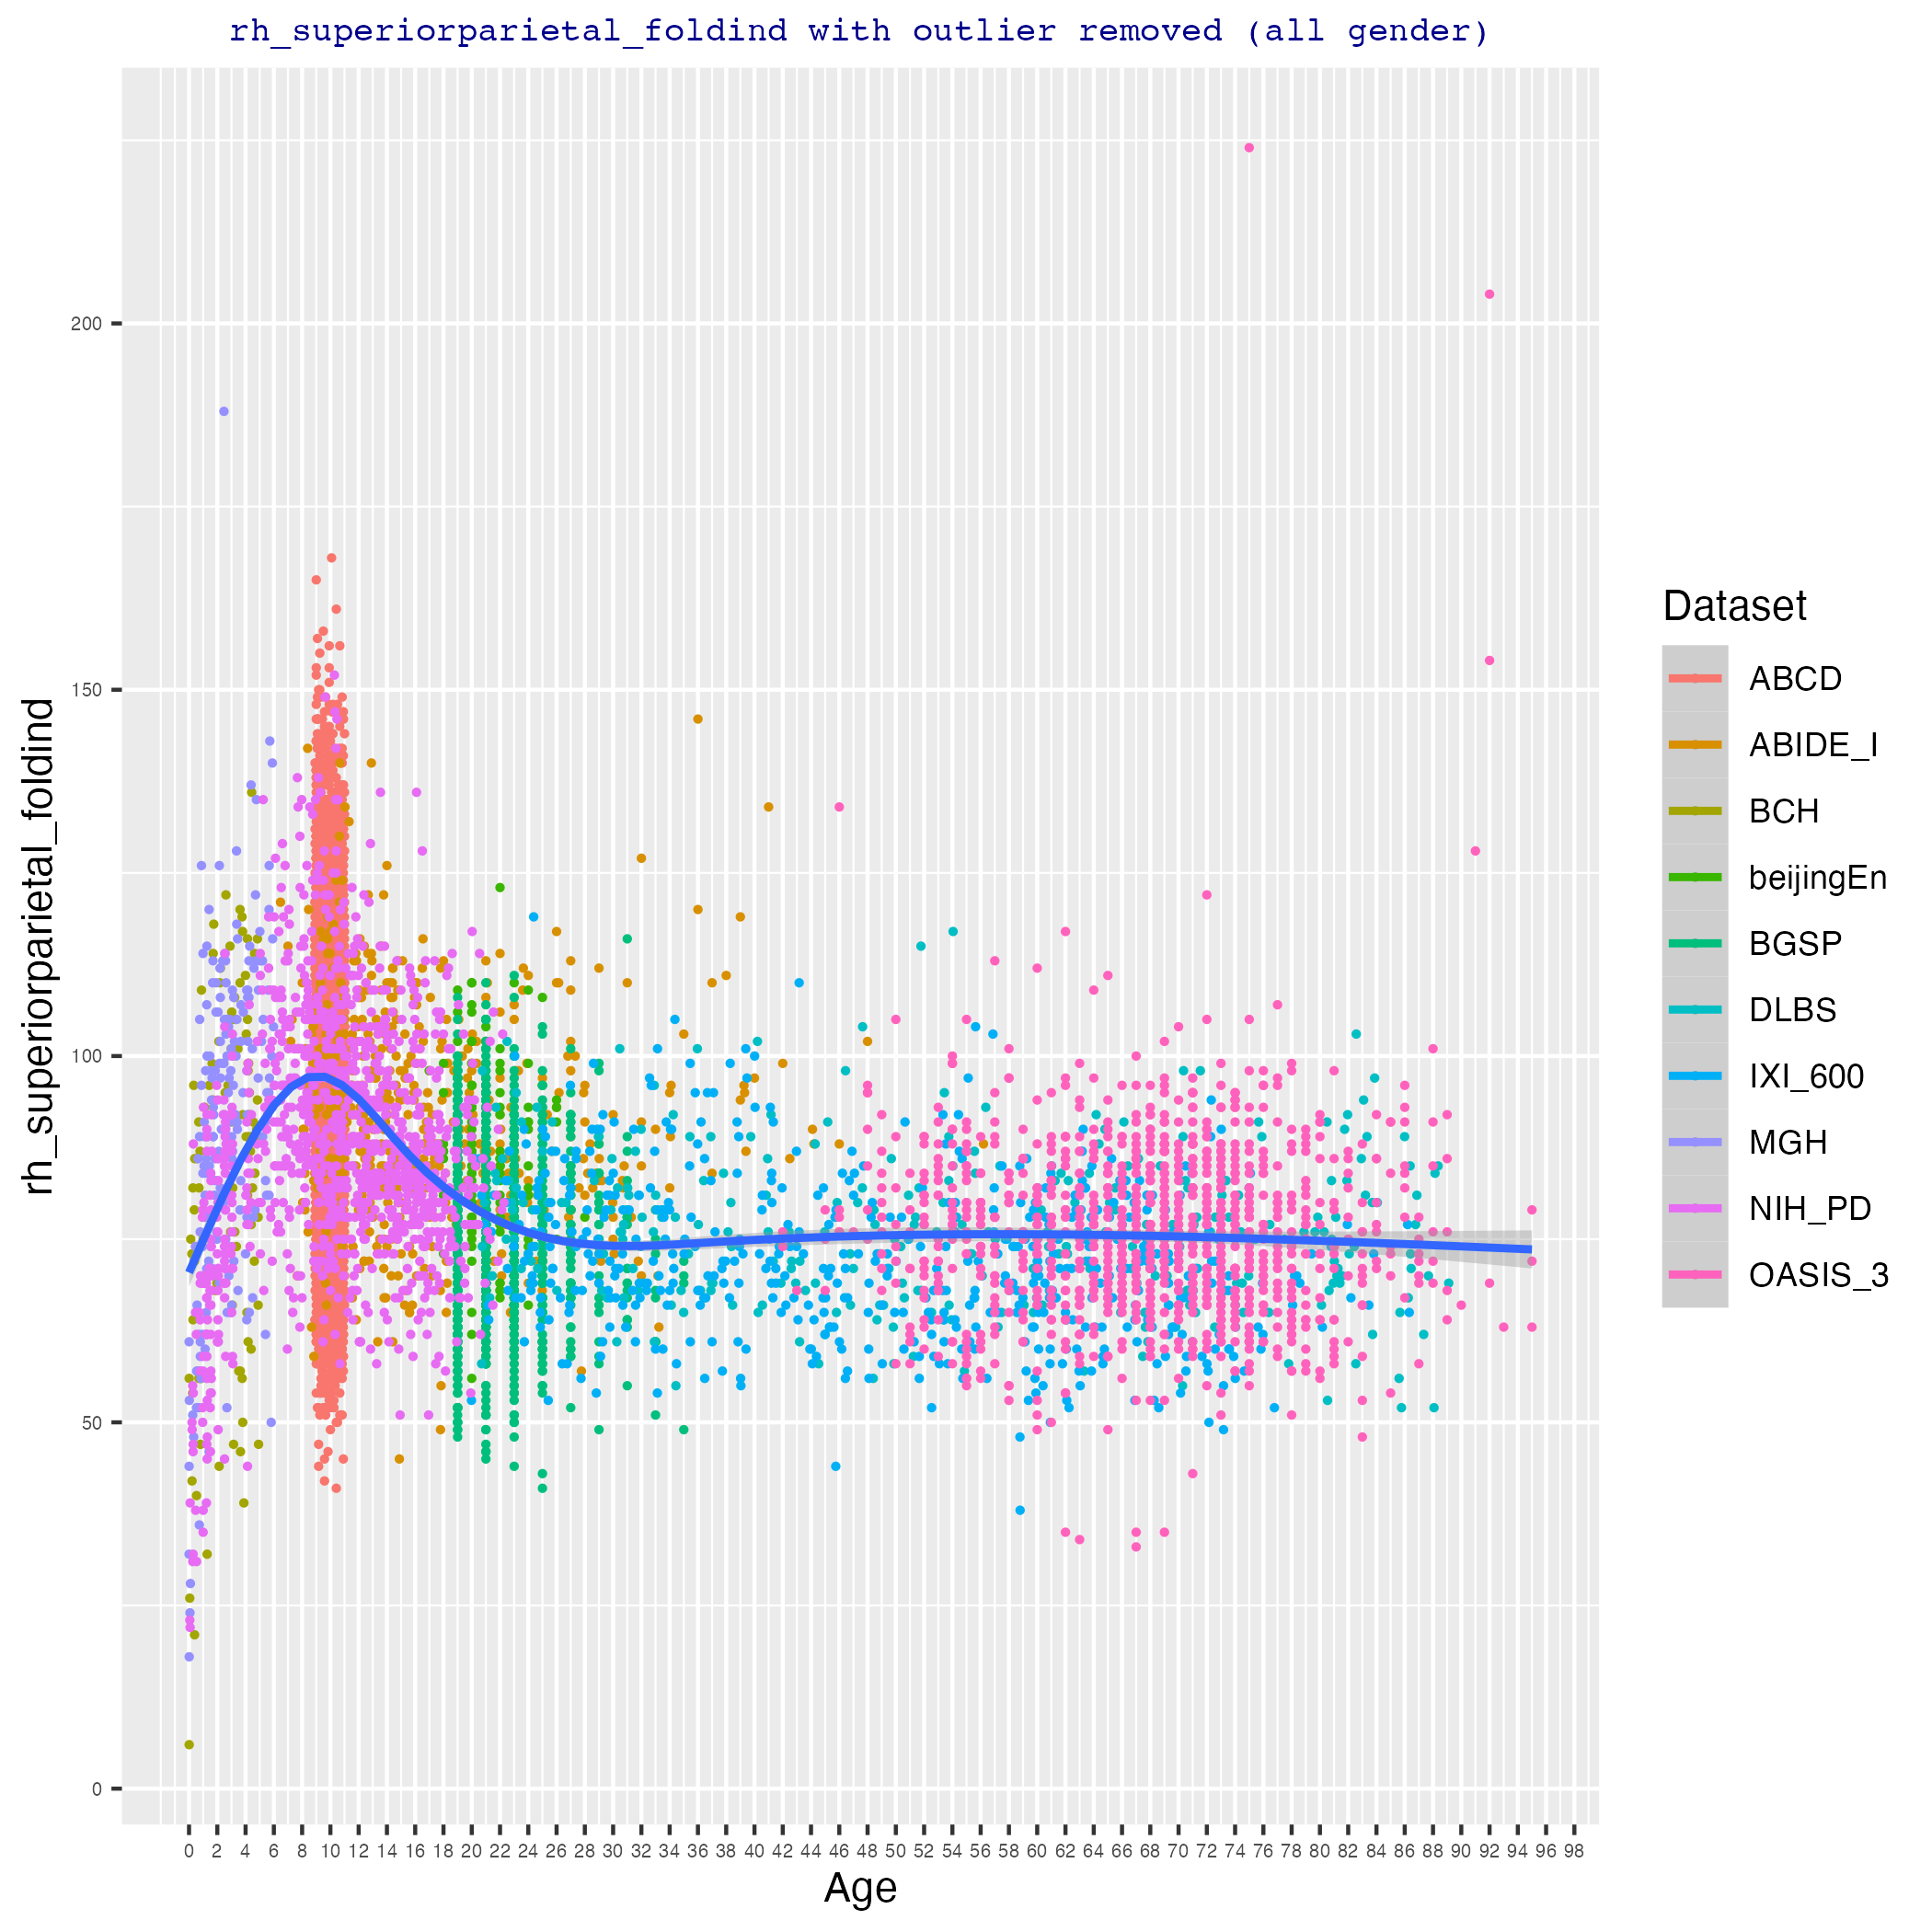 rh_superiorparietal_foldind with outlier removed (all gender)
rh_superiorparietal_foldind
200
150
100
50
0
0 2 4 6 8 10 12 14 16 18 20 22 24 26 28 30 32 34 36 38 40 42 44 46 48 50 52 54 56 58 60 62 64 66 68 70 72 74 76 78 80 82 84 86 88 90 92 94 96 98
Age
Dataset
ABCD
ABIDE_I
BCH
beijingEn
BGSP
DLBS
IXI_600
MGH
NIH_PD
OASIS_3